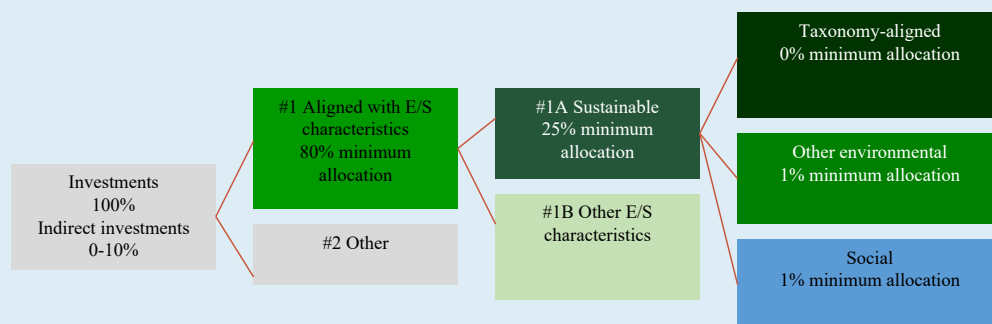 Investments
100%
Indirect investments
0-10%
#1 Aligned with E/S
characteristics
80% minimum
allocation
#2 Other
#1A Sustainable
25% minimum
allocation
#1B Other E/S
characteristics
Taxonomy-aligned
0% minimum allocation
Other environmental
1% minimum allocation
Social
1% minimum allocation